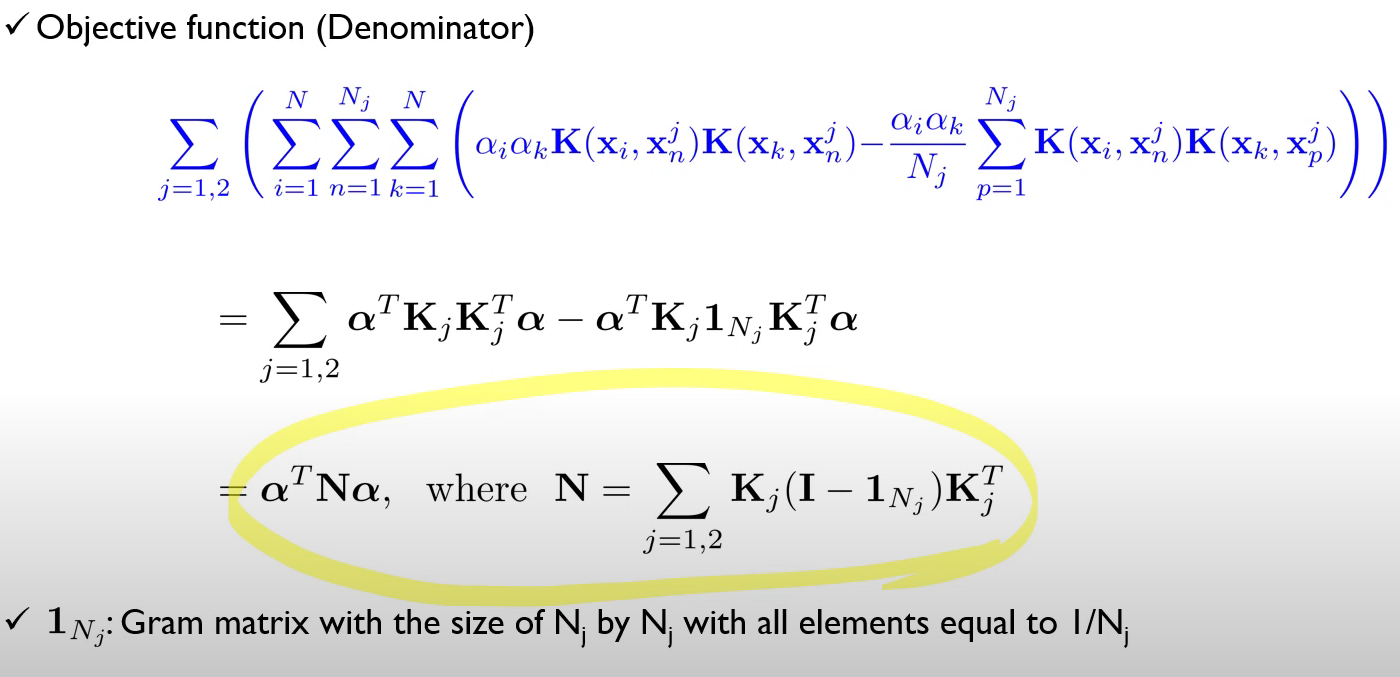 ✓ Objective function (Denominator)
$$\sum_{j=1,2}\left(\sum_{i=1}^{N}\sum_{n=1}^{N_j}\sum_{k=1}^{N}\left(\alpha_i\alpha_k\mathbf{K}(\mathbf{x}_i,\mathbf{x}_n^j)\mathbf{K}(\mathbf{x}_k,\mathbf{x}_n^j)-\frac{\alpha_i\alpha_k}{N_j}\sum_{p=1}^{N_j}\mathbf{K}(\mathbf{x}_i,\mathbf{x}_n^j)\mathbf{K}(\mathbf{x}_k,\mathbf{x}_p^j)\right)\right)$$
$$=\sum_{j=1,2}\boldsymbol{\alpha}^T\mathbf{K}_j\mathbf{K}_j^T\boldsymbol{\alpha}-\boldsymbol{\alpha}^T\mathbf{K}_j\mathbf{1}_{N_j}\mathbf{K}_j^T\boldsymbol{\alpha}$$
$$=\boldsymbol{\alpha}^T\mathbf{N}\boldsymbol{\alpha},\ \text{ where }\ \mathbf{N}=\sum_{j=1,2}\mathbf{K}_j(\mathbf{I}-\mathbf{1}_{N_j})\mathbf{K}_j^T$$
✓ $\mathbf{1}_{N_j}$: Gram matrix with the size of N$_j$ by N$_j$ with all elements equal to 1/N$_j$